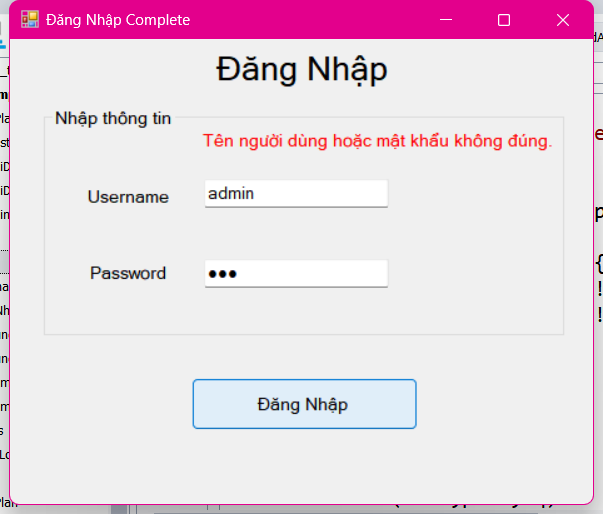 Đăng Nhập Complete
Đăng Nhập
Nhập thông tin
Tên người dùng hoặc mật khẩu không đúng.
Username
admin
Password
●●●
Đăng Nhập